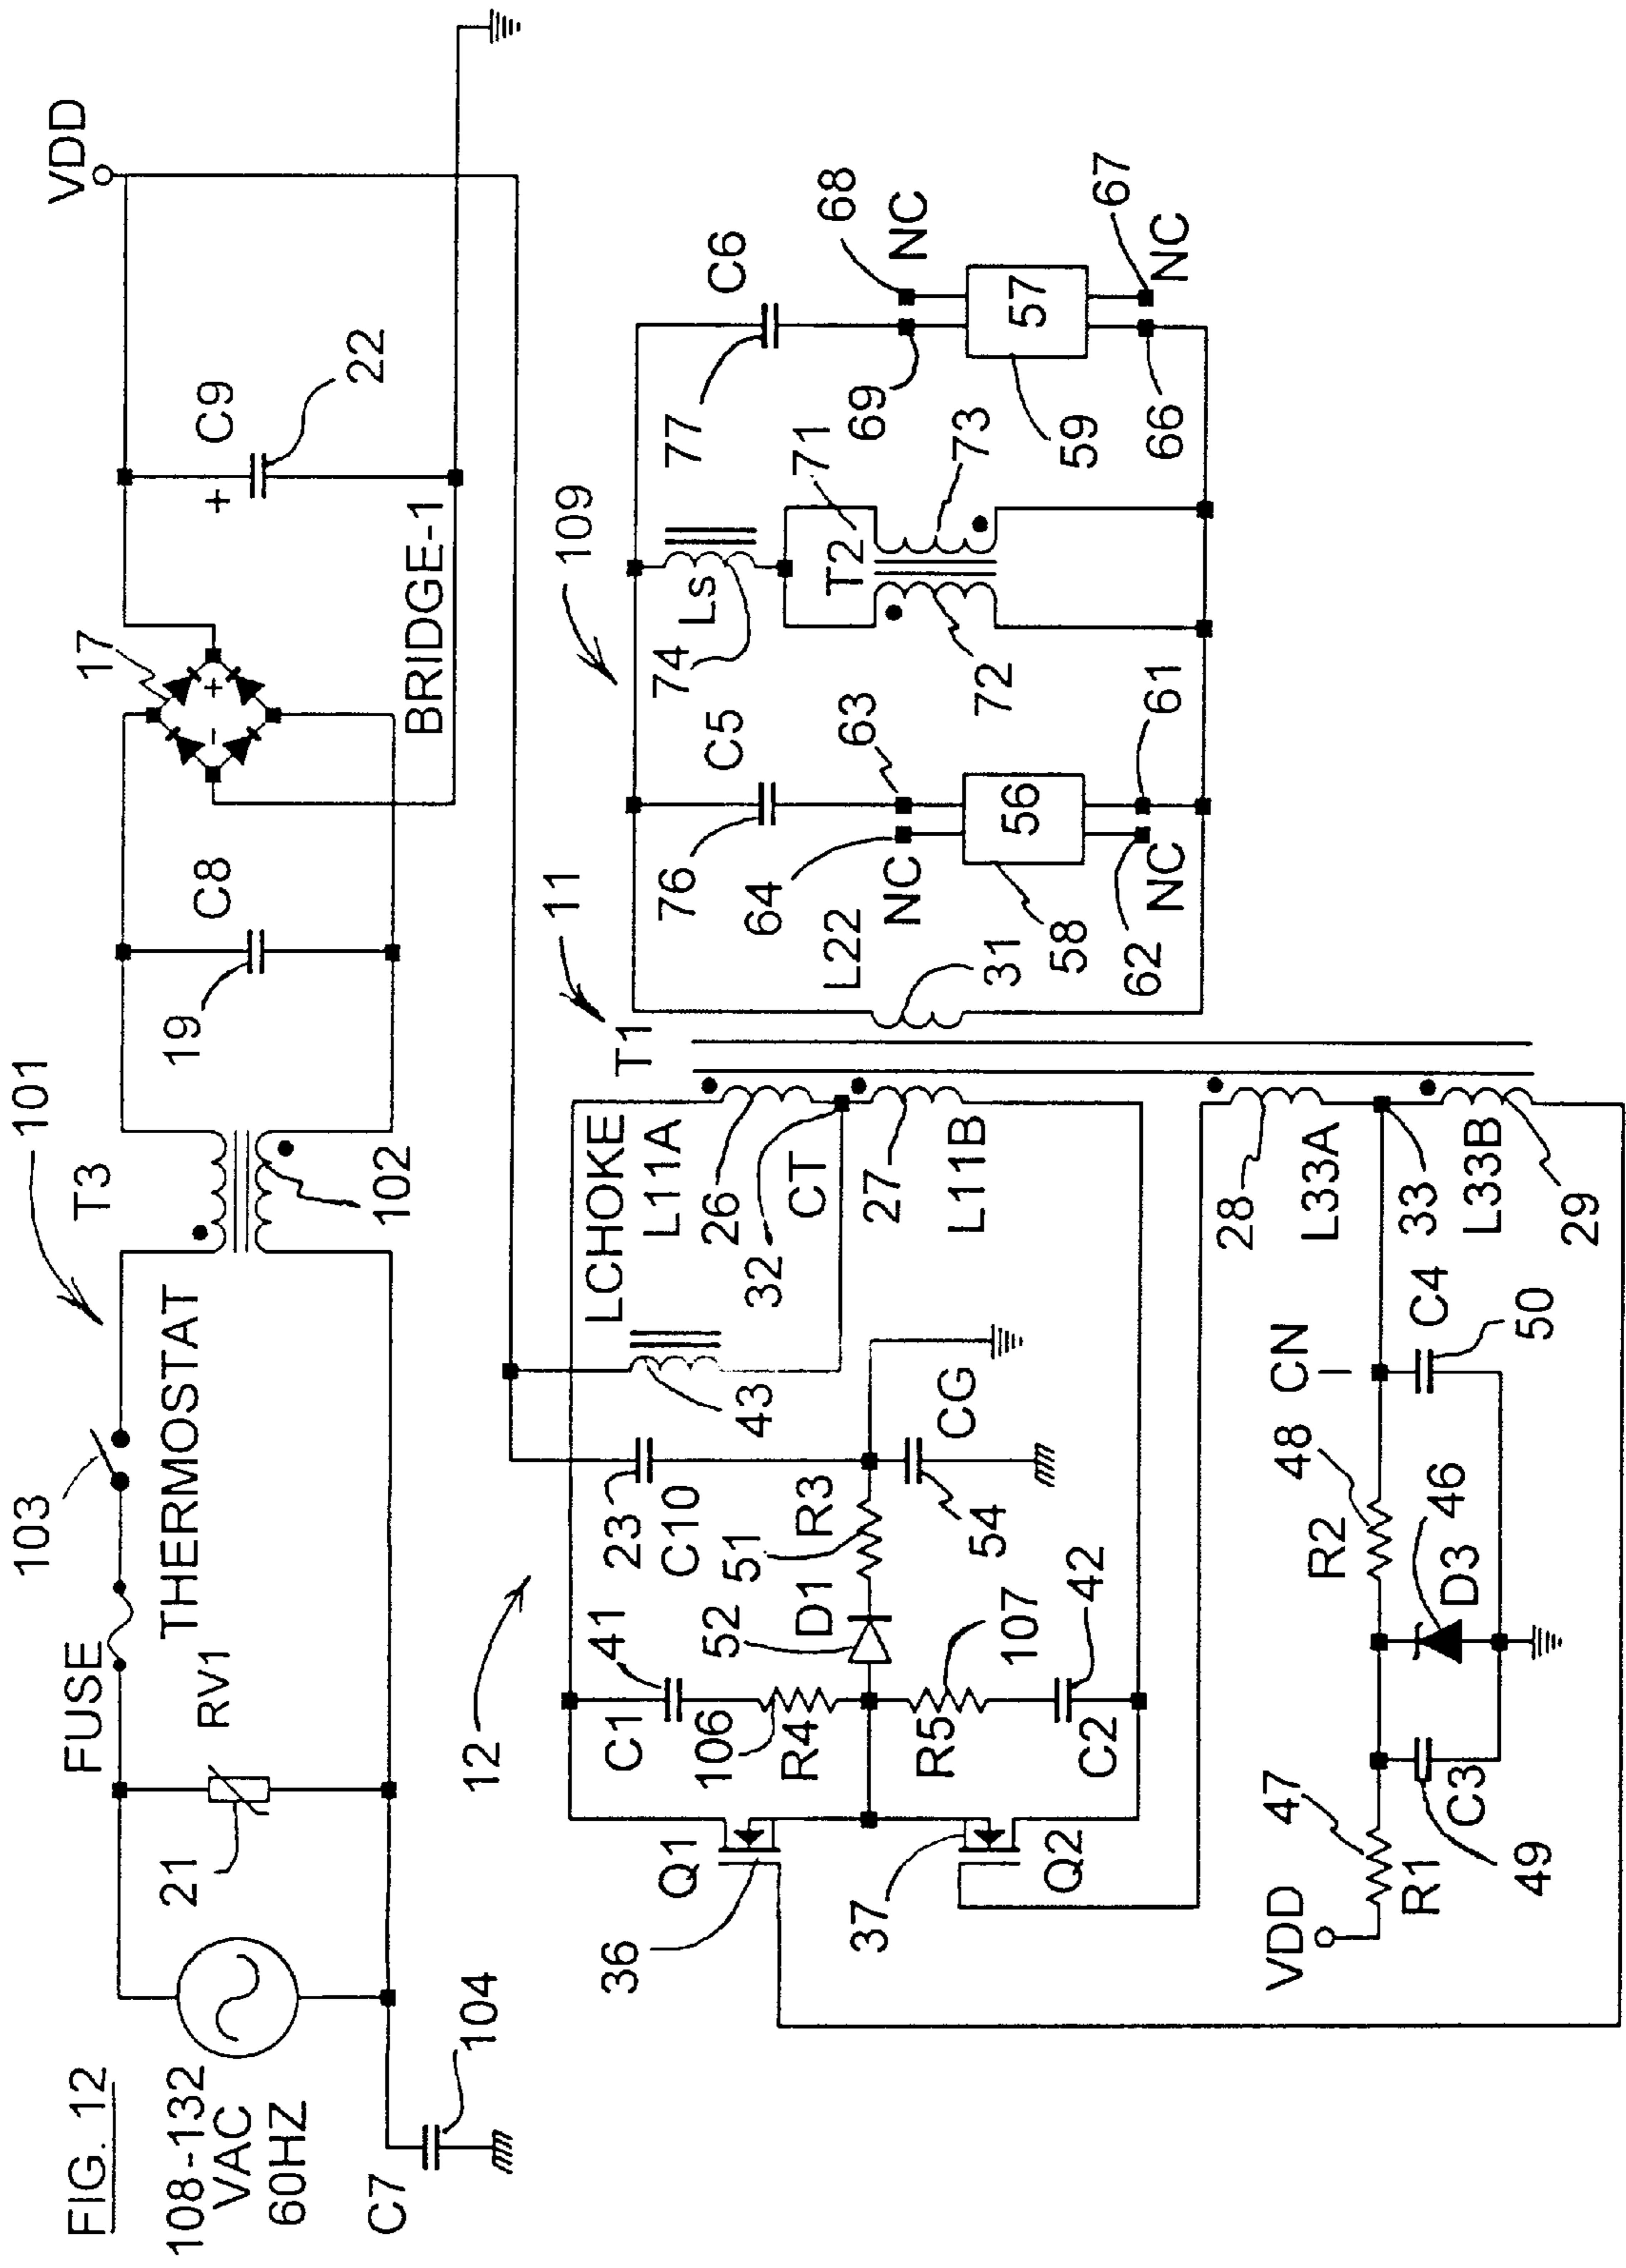 FIG. 12
108-132
VAC
60HZ
C7
104
21
RV1
FUSE
103
THERMOSTAT
101
T3
102
19
C8
17
BRIDGE-1
C9
+
22
VDD
+
-
12
36
Q1
37
Q2
C1
41
106
R4
R5
107
C2
42
52
D1
51
R3
23
C10
54
CG
43
LCHOKE
L11A
26
32
CT
27
L11B
T1
11
L22
31
76
C5
64
NC
63
56
58
62
NC
61
109
74
Ls
T2
71
72
73
77
C6
69
68
NC
57
59
66
67
NC
VDD
47
R1
49
C3
R2
48
46
D3
CN
C4
50
28
L33A
33
L33B
29